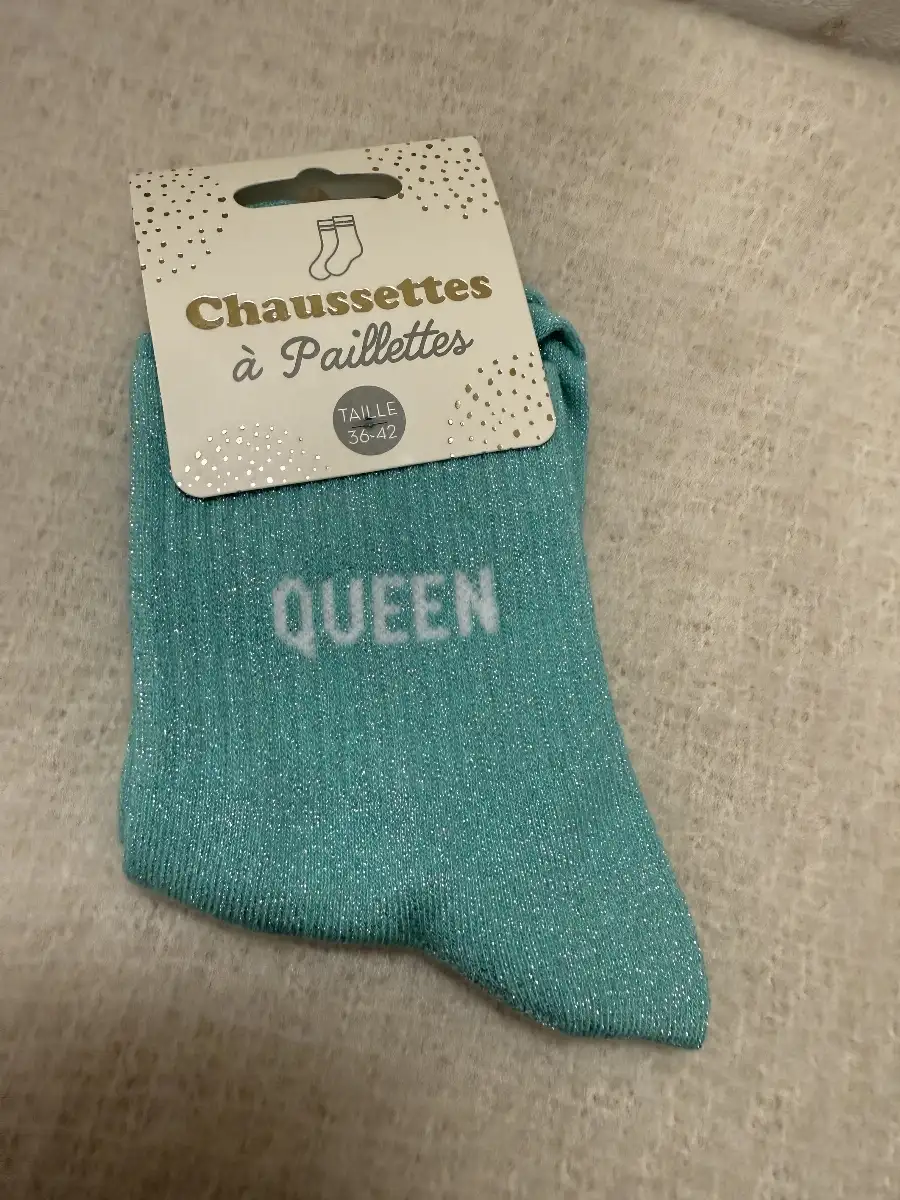 Chaussettes
à Paillettes
TAILLE
36-42
QUEEN